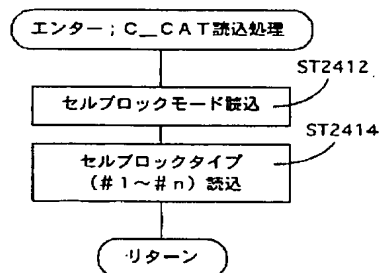 エンター；C＿CAT読込処理
ST2412
セルブロックモード読込
ST2414
セルブロックタイプ
（＃1～＃n）読込
リターン